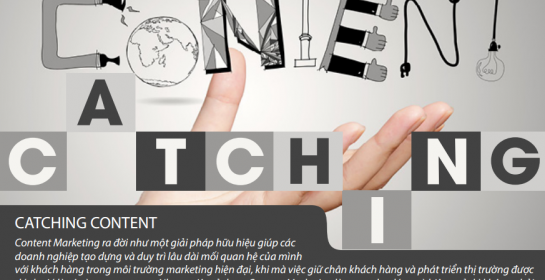 CONTENT
CATCHING
CATCHING CONTENT
Content Marketing ra đời như một giải pháp hữu hiệu giúp các
doanh nghiệp tạo dựng và duy trì lâu dài mối quan hệ của mình
với khách hàng trong môi trường marketing hiện đại, khi mà việc giữ chân khách hàng và phát triển thị trường được